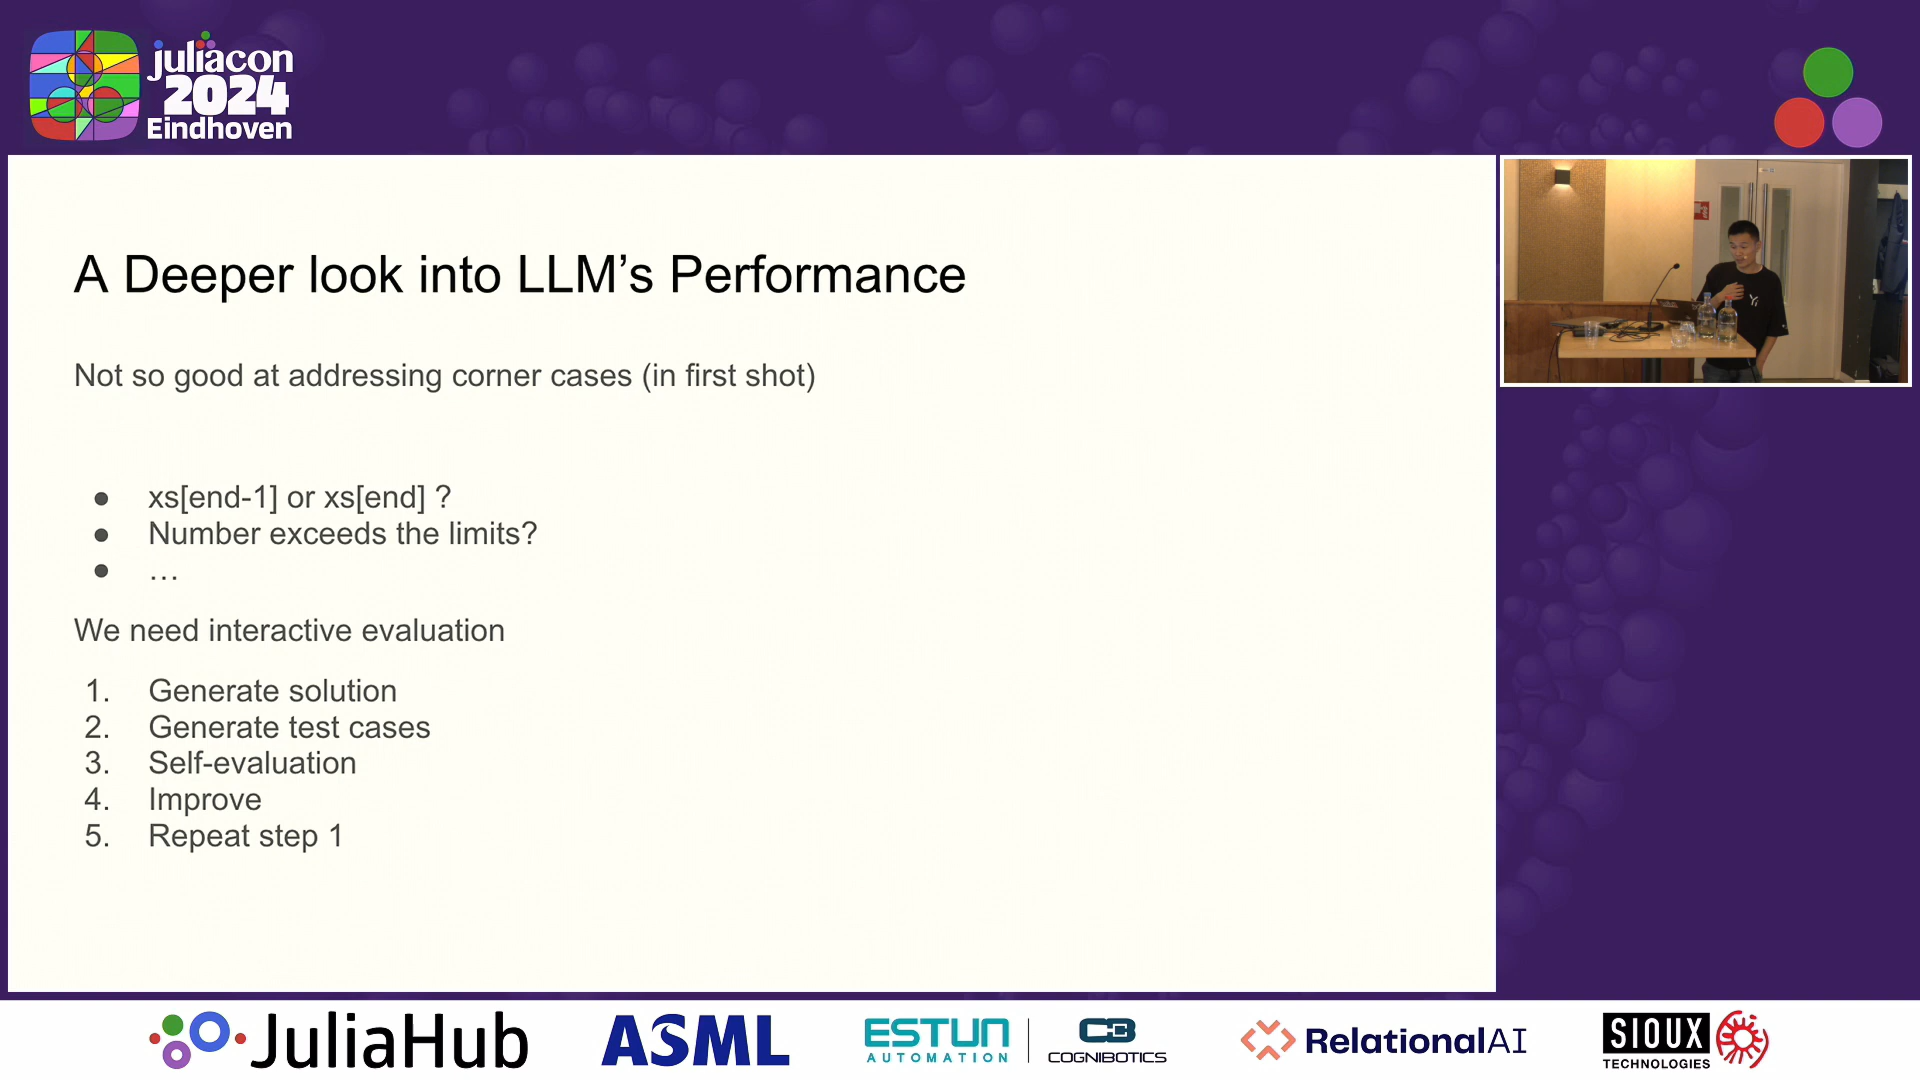 juliacon
2024
Eindhoven
A Deeper look into LLM’s Performance
Not so good at addressing corner cases (in first shot)
● xs[end-1] or xs[end] ?
● Number exceeds the limits?
● …
We need interactive evaluation
1. Generate solution
2. Generate test cases
3. Self-evaluation
4. Improve
5. Repeat step 1
JuliaHub
ASML
ESTUN
AUTOMATION
COGNIBOTICS
RelationalAI
SIOUX
TECHNOLOGIES